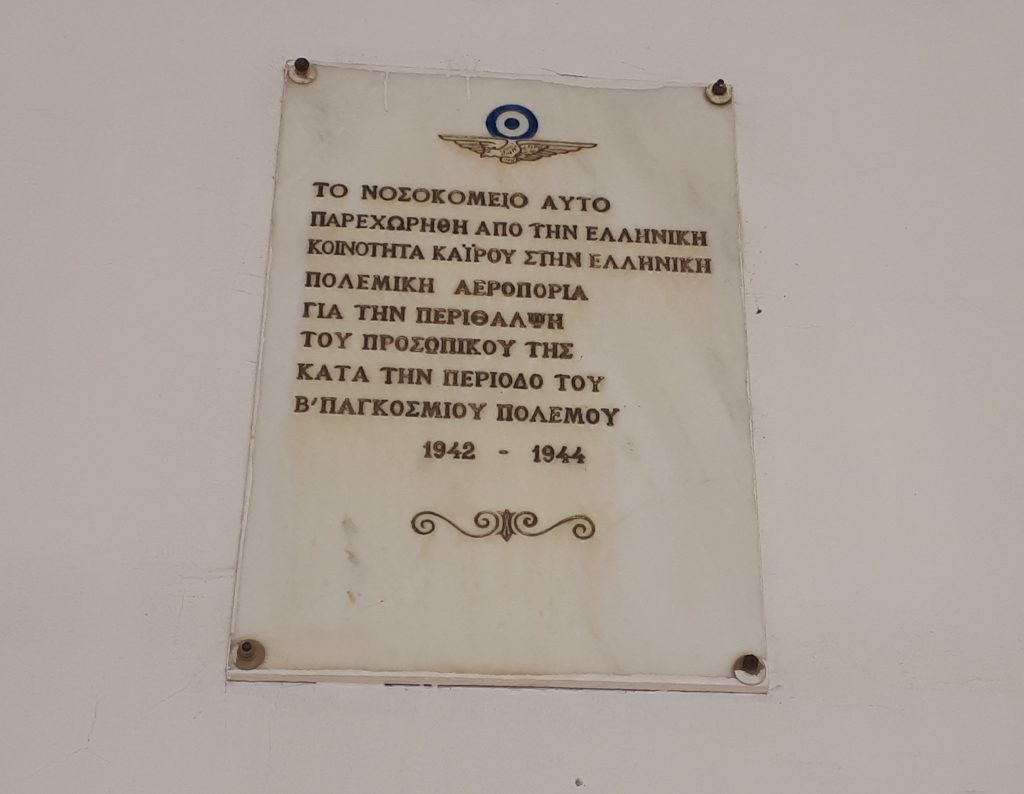 ΤΟ ΝΟΣΟΚΟΜΕΙΟ ΑΥΤΟ
ΠΑΡΕΧΩΡΗΘΗ ΑΠΟ ΤΗΝ ΕΛΛΗΝΙΚΗ
ΚΟΙΝΟΤΗΤΑ ΚΑΪΡΟΥ ΣΤΗΝ ΕΛΛΗΝΙΚΗ
ΠΟΛΕΜΙΚΗ ΑΕΡΟΠΟΡΙΑ
ΓΙΑ ΤΗΝ ΠΕΡΙΘΑΛΨΗ
ΤΟΥ ΠΡΟΣΩΠΙΚΟΥ ΤΗΣ
ΚΑΤΑ ΤΗΝ ΠΕΡΙΟΔΟ ΤΟΥ
Β' ΠΑΓΚΟΣΜΙΟΥ ΠΟΛΕΜΟΥ
1942 - 1944